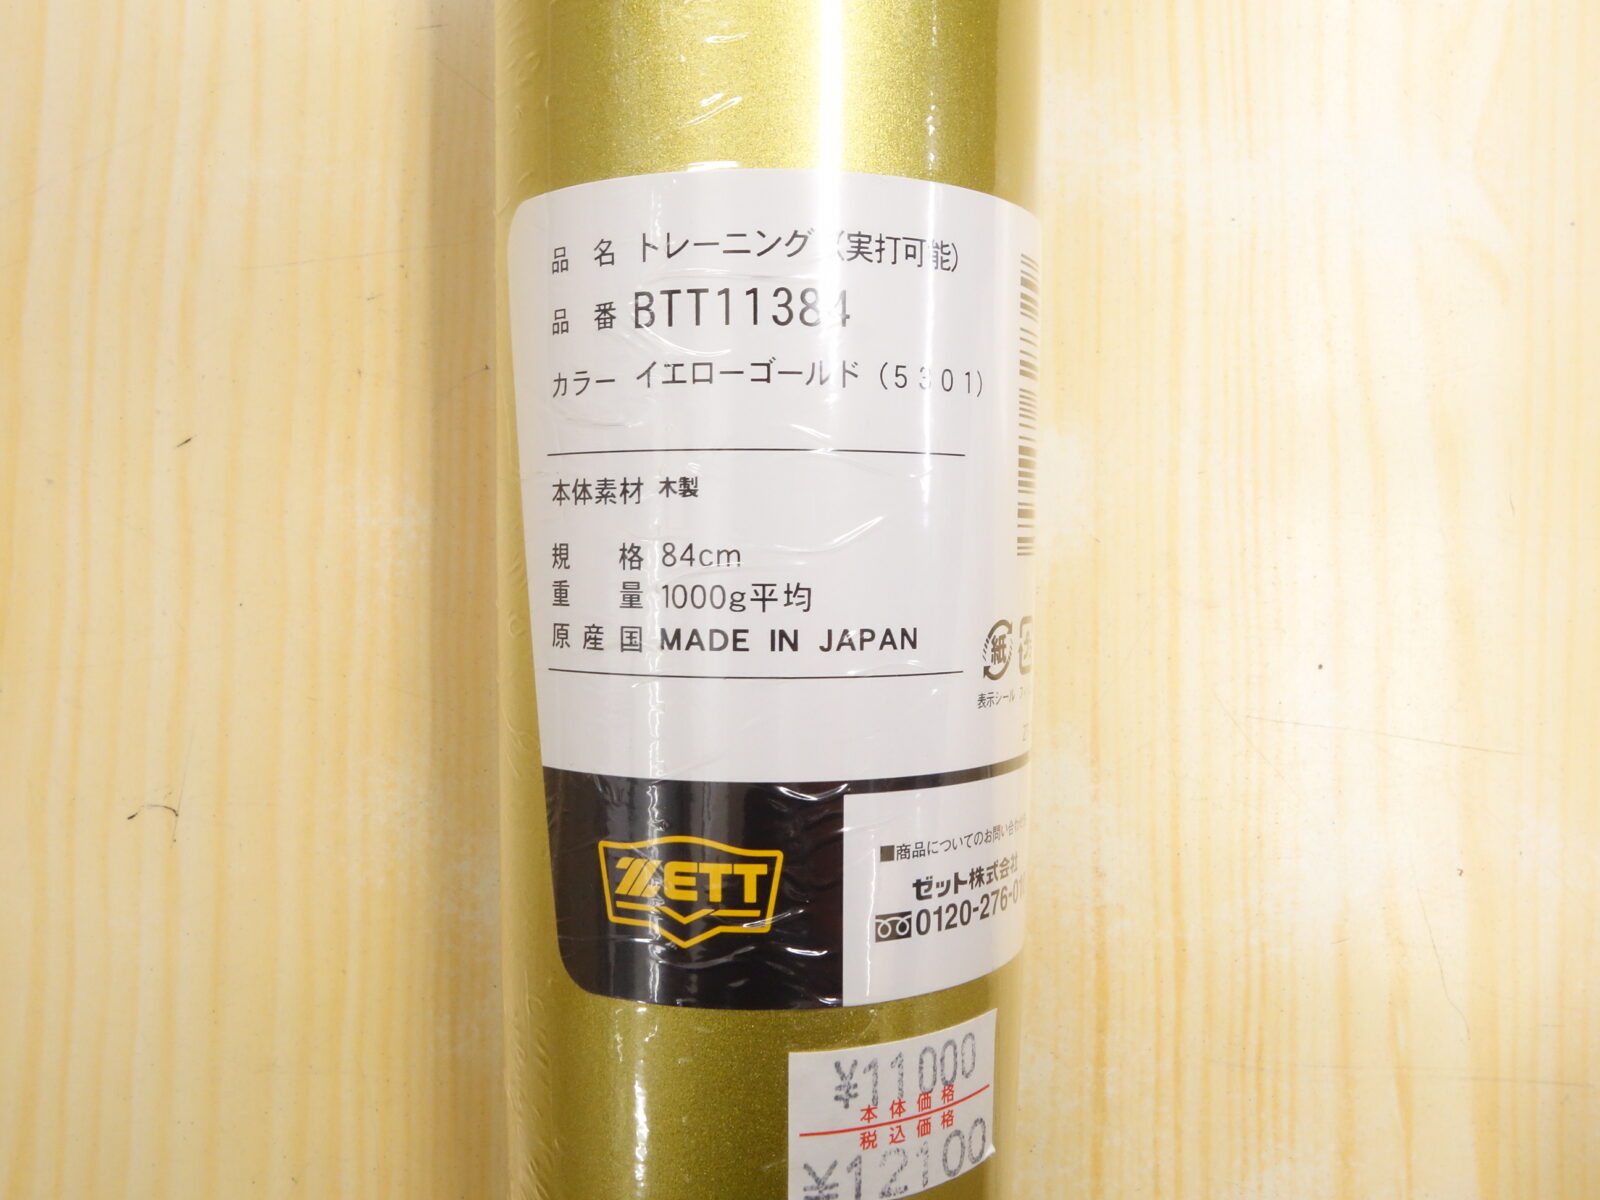 品名 トレーニング（実打可能）
品番 BTT11384
カラー イエローゴールド（5301）
本体素材 木製
規格 84cm
重量 1000g平均
原産国 MADE IN JAPAN
紙
表示シール
ZETT
■商品についてのお問い合わせ
ゼット株式会社
0120-276-01
¥11000
本体価格
税込価格
¥12100